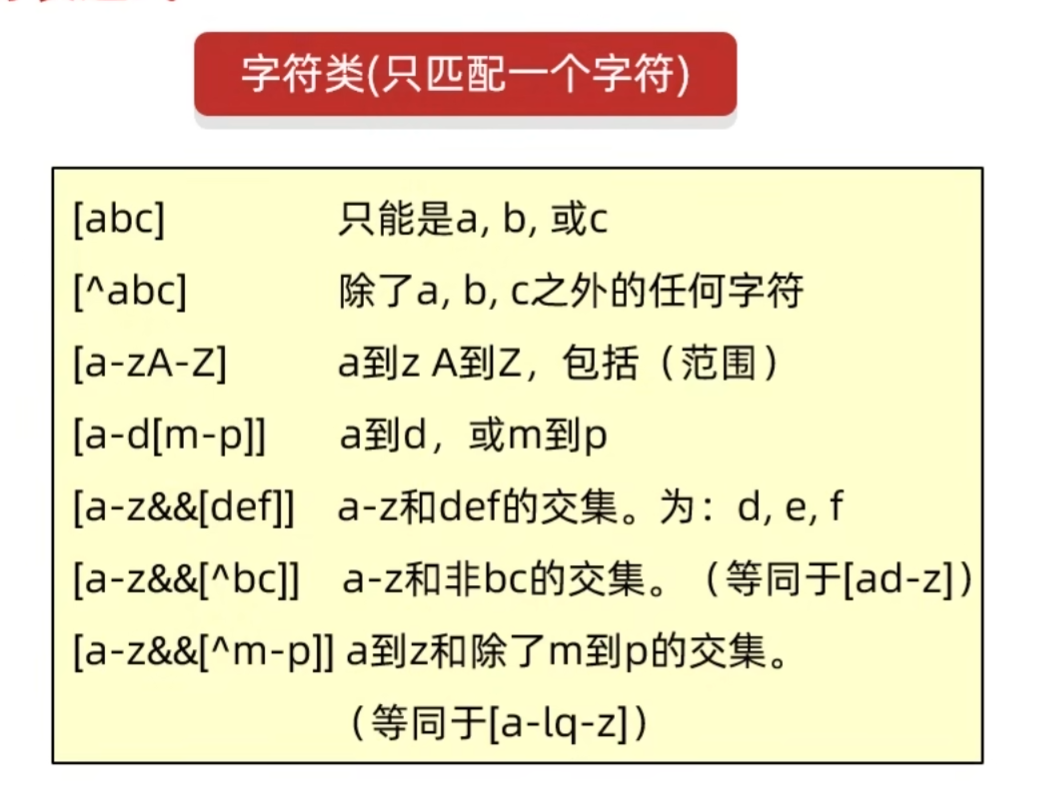 字符类(只匹配一个字符)
[abc] 只能是a, b, 或c
[^abc] 除了a, b, c之外的任何字符
[a-zA-Z] a到z A到Z，包括（范围）
[a-d[m-p]] a到d，或m到p
[a-z&&[def]] a-z和def的交集。为：d, e, f
[a-z&&[^bc]] a-z和非bc的交集。（等同于[ad-z]）
[a-z&&[^m-p]] a到z和除了m到p的交集。
（等同于[a-lq-z]）